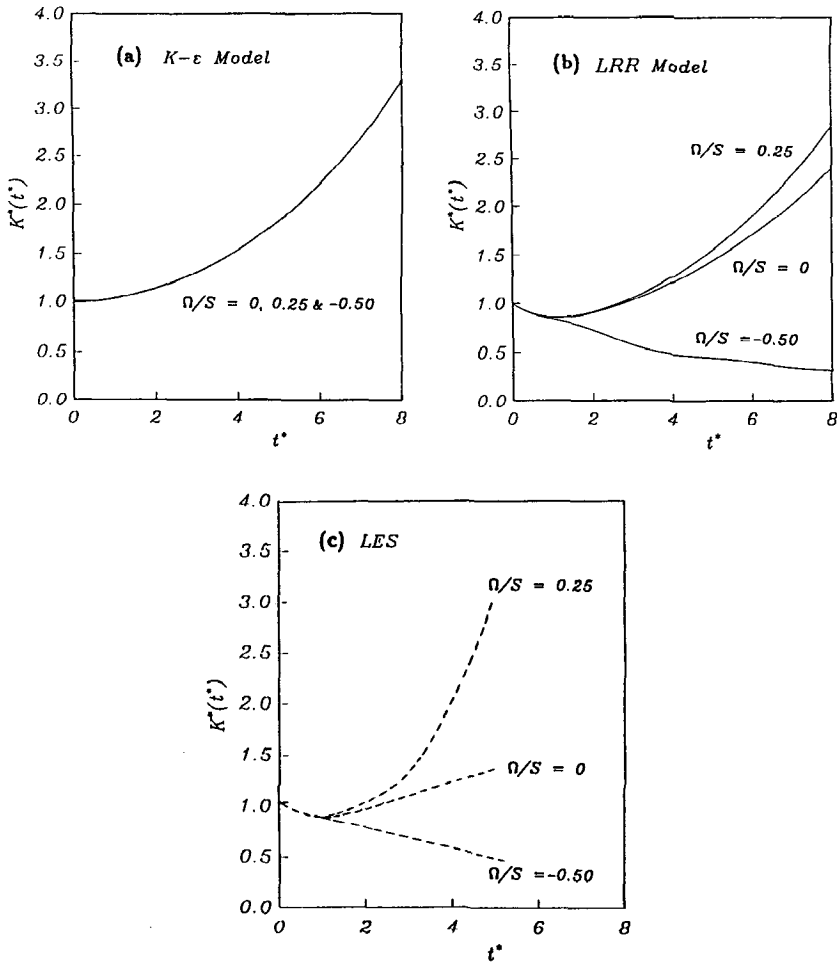 (a) K-ε Model
4.0
3.5
3.0
2.5
2.0
1.5
1.0
0.5
0.0
K*(t*)
Ω/S = 0, 0.25 & -0.50
0 2 4 6 8
t*
(b) LRR Model
4.0
3.5
3.0
2.5
2.0
1.5
1.0
0.5
0.0
K*(t*)
Ω/S = 0.25
Ω/S = 0
Ω/S =-0.50
0 2 4 6 8
t*
(c) LES
4.0
3.5
3.0
2.5
2.0
1.5
1.0
0.5
0.0
K*(t*)
Ω/S = 0.25
Ω/S = 0
Ω/S =-0.50
0 2 4 6 8
t*